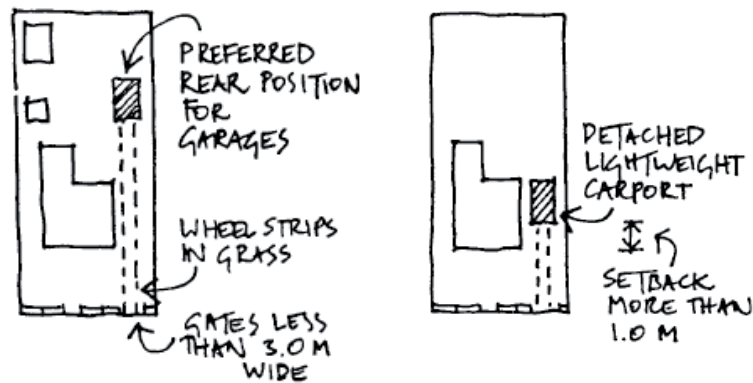 PREFERRED
REAR POSITION
FOR
GARAGES
WHEEL STRIPS
IN GRASS
GATES LESS
THAN 3.0 M
WIDE
DETACHED
LIGHTWEIGHT
CARPORT
SETBACK
MORE THAN
1.0 M